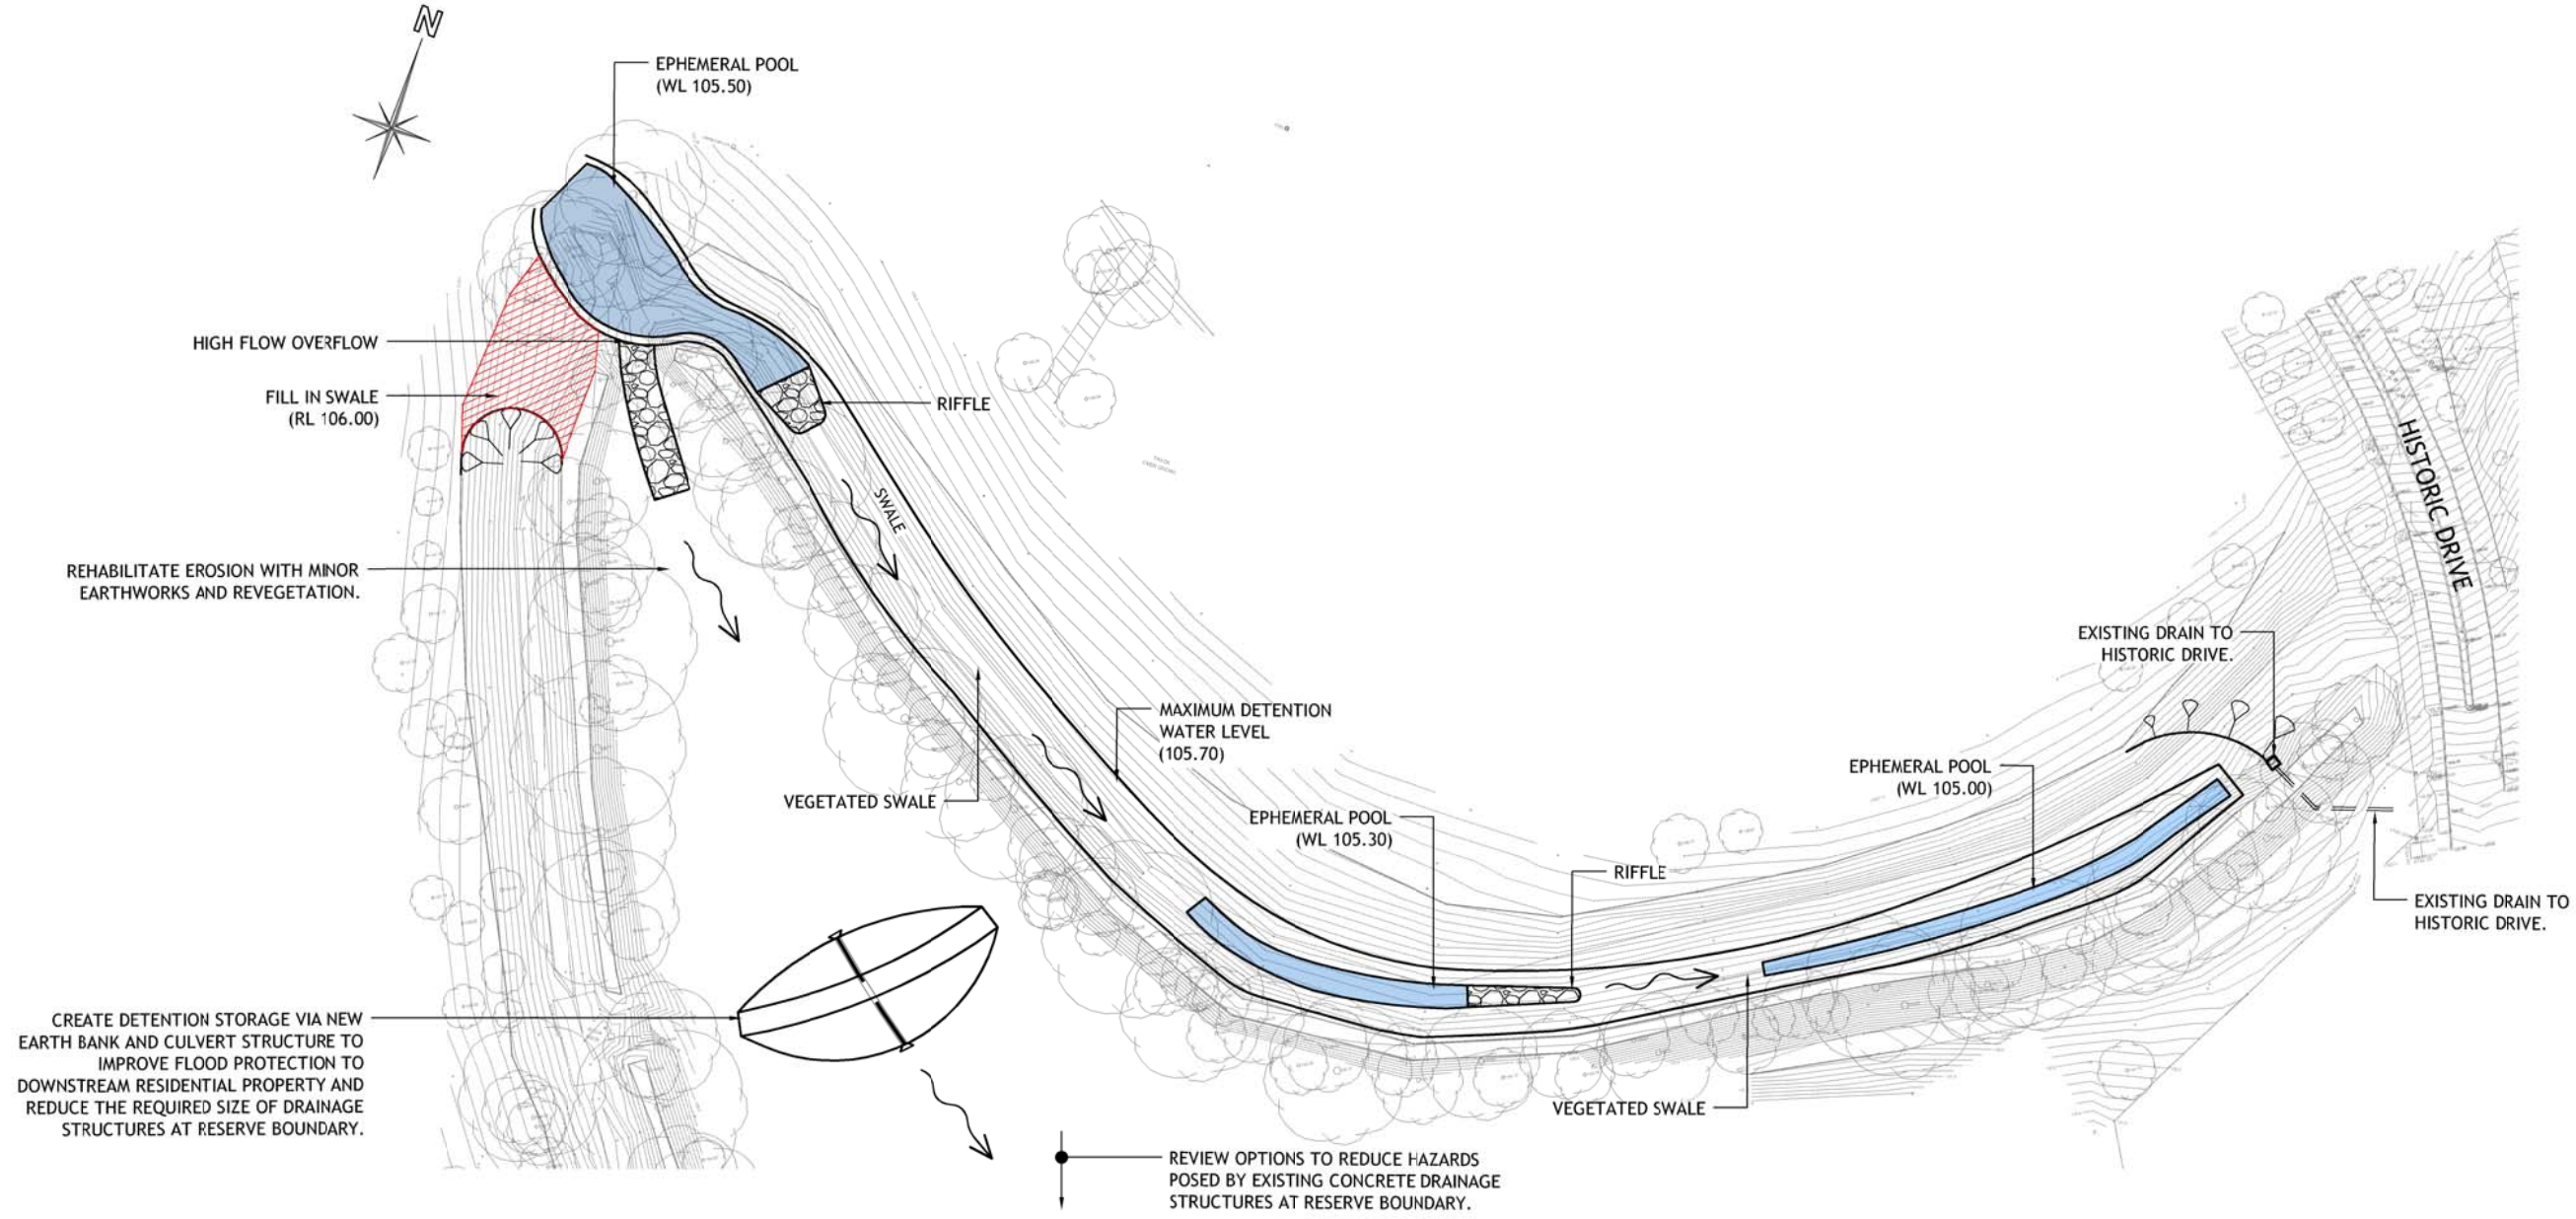 N
EPHEMERAL POOL
(WL 105.50)
HIGH FLOW OVERFLOW
FILL IN SWALE
(RL 106.00)
RIFFLE
SWALE
HISTORIC DRIVE
REHABILITATE EROSION WITH MINOR
EARTHWORKS AND REVEGETATION.
EXISTING DRAIN TO
HISTORIC DRIVE.
MAXIMUM DETENTION
WATER LEVEL
(105.70)
VEGETATED SWALE
EPHEMERAL POOL
(WL 105.30)
EPHEMERAL POOL
(WL 105.00)
RIFFLE
EXISTING DRAIN TO
HISTORIC DRIVE.
CREATE DETENTION STORAGE VIA NEW
EARTH BANK AND CULVERT STRUCTURE TO
IMPROVE FLOOD PROTECTION TO
DOWNSTREAM RESIDENTIAL PROPERTY AND
REDUCE THE REQUIRED SIZE OF DRAINAGE
STRUCTURES AT RESERVE BOUNDARY.
VEGETATED SWALE
REVIEW OPTIONS TO REDUCE HAZARDS
POSED BY EXISTING CONCRETE DRAINAGE
STRUCTURES AT RESERVE BOUNDARY.